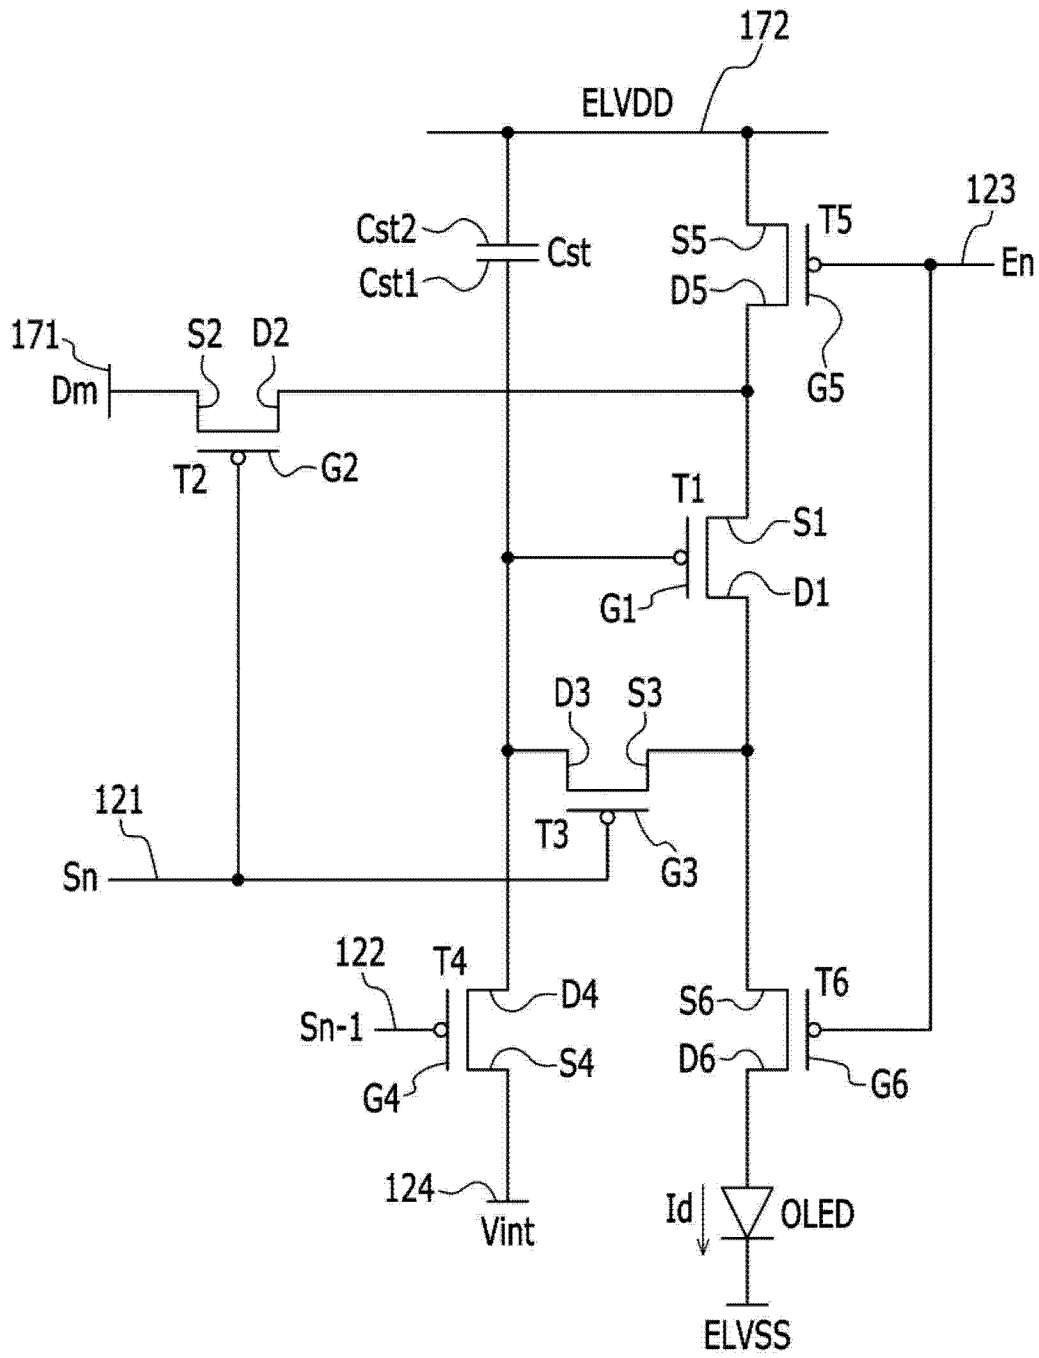 172
ELVDD
123
Cst2
Cst
S5
T5
En
Cst1
D5
171
S2
D2
Dm
G5
T2
G2
T1
S1
G1
D1
D3
S3
121
T3
Sn
G3
122
T4
D4
S6
T6
Sn-1
S4
D6
G4
G6
124
Id
OLED
Vint
ELVSS